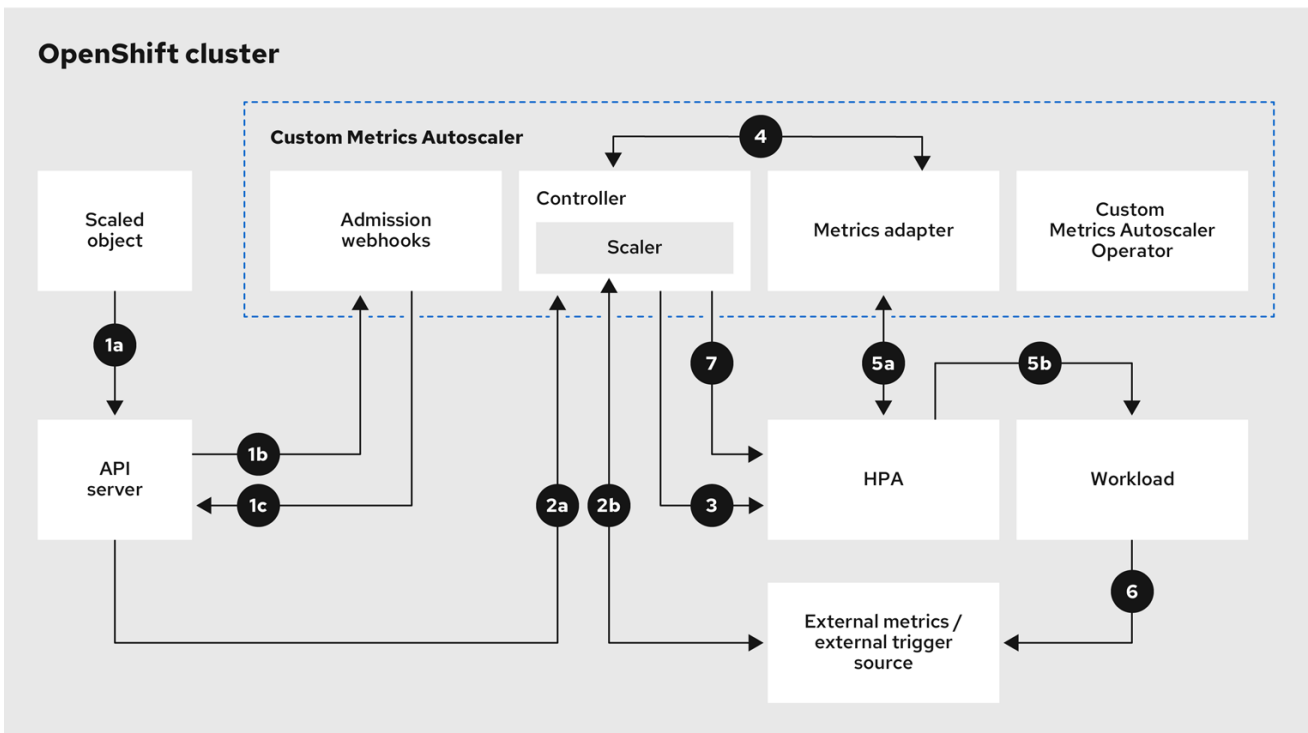 OpenShift cluster
Custom Metrics Autoscaler
4
Scaled
object
Admission
webhooks
Controller
Scaler
Metrics adapter
Custom
Metrics Autoscaler
Operator
1a
7
5a
5b
API
server
1b
1c
2a
2b
3
HPA
Workload
6
External metrics /
external trigger
source